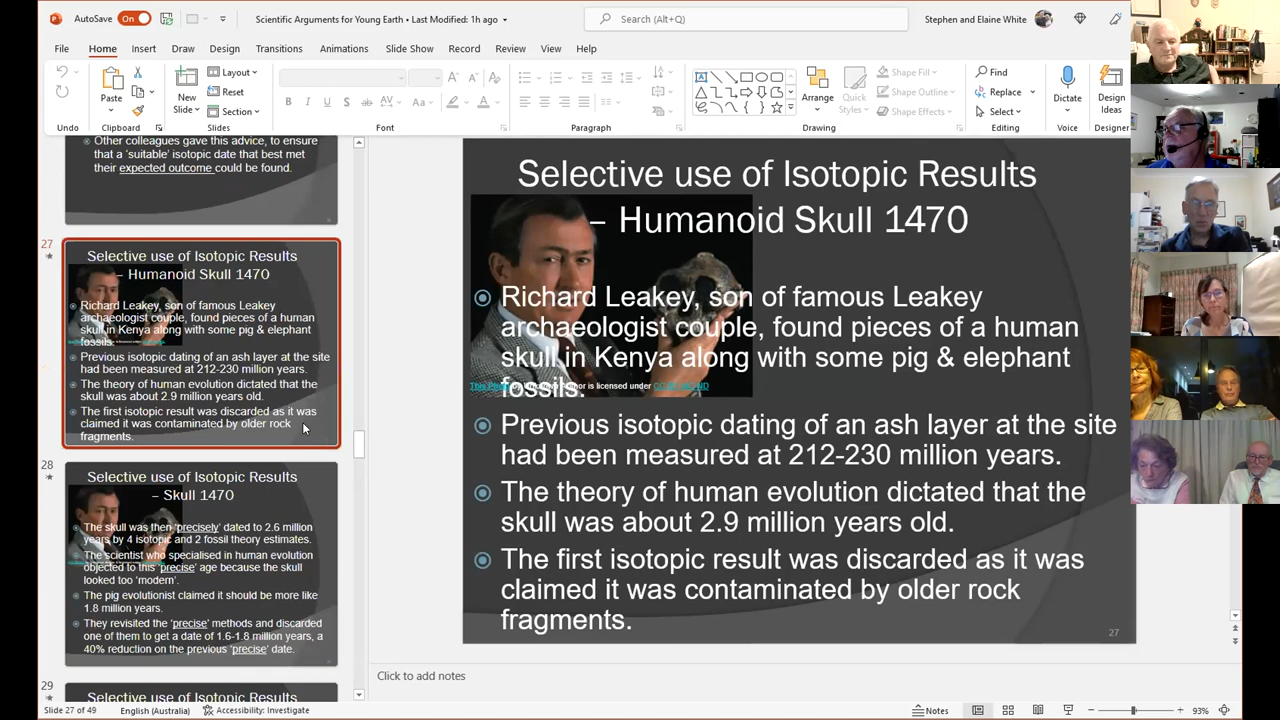 AutoSave On Scientific Arguments for Young Earth • Last Modified: 1h ago Search (Alt+Q) Stephen and Elaine White
File Home Insert Draw Design Transitions Animations Slide Show Record Review View Help
Paste
New
Slide
Layout
Reset
Section
Arrange
Quick
Styles
Shape Fill
Shape Outline
Shape Effects
Find
Replace
Select
Dictate
Design
Ideas
Undo Clipboard Slides Font Paragraph Drawing Editing Voice Designer
Other colleagues gave this advice, to ensure
that a 'suitable' isotopic date that best met
their expected outcome could be found.
27
Selective use of Isotopic Results
– Humanoid Skull 1470
Richard Leakey, son of famous Leakey
archaeologist couple, found pieces of a human
skull in Kenya along with some pig & elephant
fossils.
Previous isotopic dating of an ash layer at the site
had been measured at 212-230 million years.
The theory of human evolution dictated that the
skull was about 2.9 million years old.
The first isotopic result was discarded as it was
claimed it was contaminated by older rock
fragments.
28
Selective use of Isotopic Results
– Skull 1470
The skull was then 'precisely' dated to 2.6 million
years by 4 isotopic and 2 fossil theory estimates.
The scientist who specialised in human evolution
objected to this 'precise' age because the skull
looked too 'modern'.
The pig evolutionist claimed it should be more like
1.8 million years.
They revisited the 'precise' methods and discarded
one of them to get a date of 1.6-1.8 million years, a
40% reduction on the previous 'precise' date.
29
Selective use of Isotopic Results
Selective use of Isotopic Results
– Humanoid Skull 1470
Richard Leakey, son of famous Leakey
archaeologist couple, found pieces of a human
skull in Kenya along with some pig & elephant
This Photo by Unknown Author is licensed under CC
fossils.
Previous isotopic dating of an ash layer at the site
had been measured at 212-230 million years.
The theory of human evolution dictated that the
skull was about 2.9 million years old.
The first isotopic result was discarded as it was
claimed it was contaminated by older rock
fragments.
27
Click to add notes
Slide 27 of 49 English (Australia) Accessibility: Investigate Notes 93%